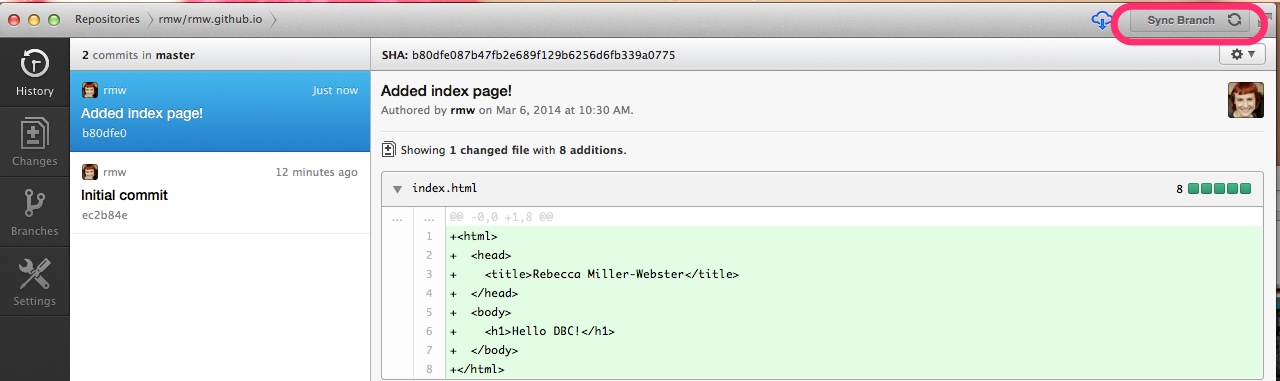 Repositories rmw/rmw.github.io Sync Branch
2 commits in master
SHA: b80dfe087b47fb2e689f129b6256d6fb339a0775
History
Changes
Branches
Settings
rmw Just now
Added index page!
b80dfe0
rmw 12 minutes ago
Initial commit
ec2b84e
Added index page!
Authored by rmw on Mar 6, 2014 at 10:30 AM.
Showing 1 changed file with 8 additions.
index.html 8
... ... @@ -0,0 +1,8 @@
1 +<html>
2 + <head>
3 + <title>Rebecca Miller-Webster</title>
4 + </head>
5 + <body>
6 + <h1>Hello DBC!</h1>
7 + </body>
8 +</html>